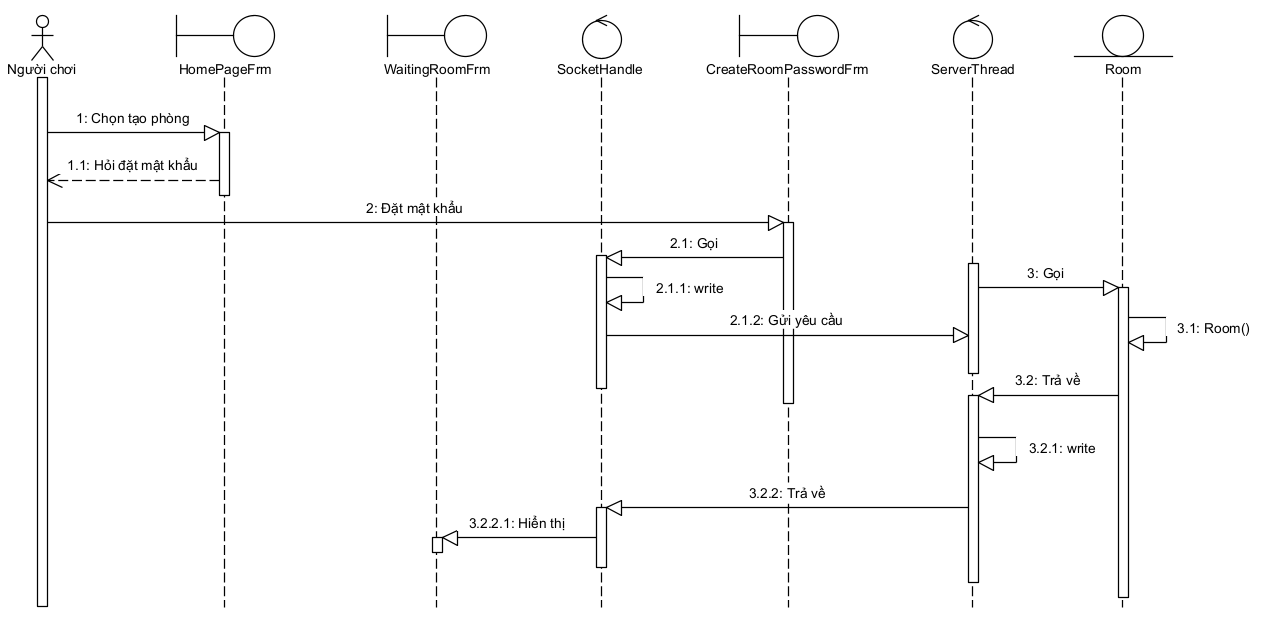 Người chơi
HomePageFrm
WaitingRoomFrm
SocketHandle
CreateRoomPasswordFrm
ServerThread
Room
1: Chọn tạo phòng
1.1: Hỏi đặt mật khẩu
2: Đặt mật khẩu
2.1: Gọi
3: Gọi
2.1.1: write
2.1.2: Gửi yêu cầu
3.1: Room()
3.2: Trả về
3.2.1: write
3.2.2: Trả về
3.2.2.1: Hiển thị